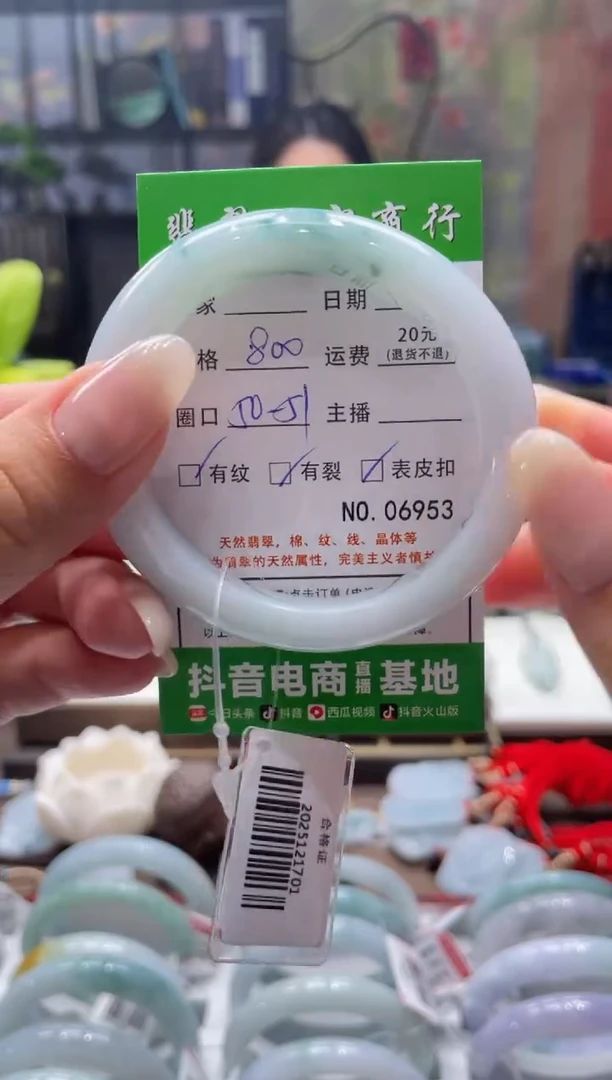 商行
日期
格 800 运费 20元
(退货不退)
圈口 50-51 主播
有纹 有裂 表皮扣
NO. 06953
天然翡翠，棉、纹、线、晶体等
为翡翠的天然属性，完美主义者慎拍
点击订单
抖音电商直播基地
今日头条 抖音 西瓜视频 抖音火山版
合格证
2025121701